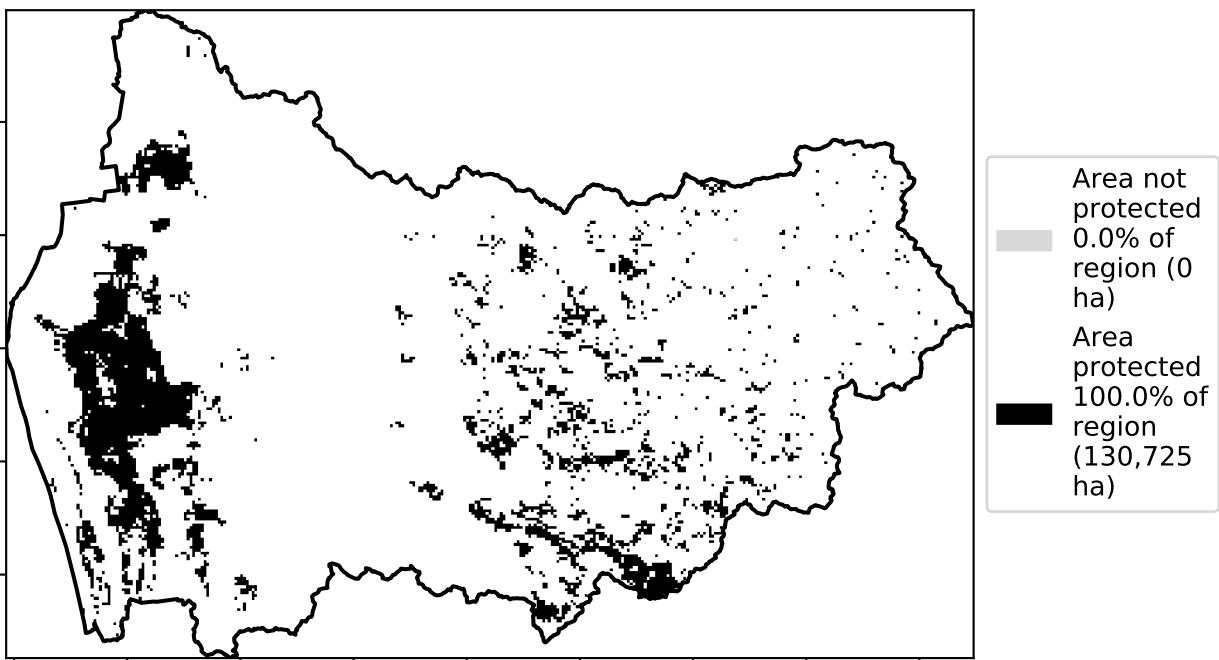 Area not
protected
0.0% of
region (0
ha)
Area
protected
100.0% of
region
(130,725
ha)